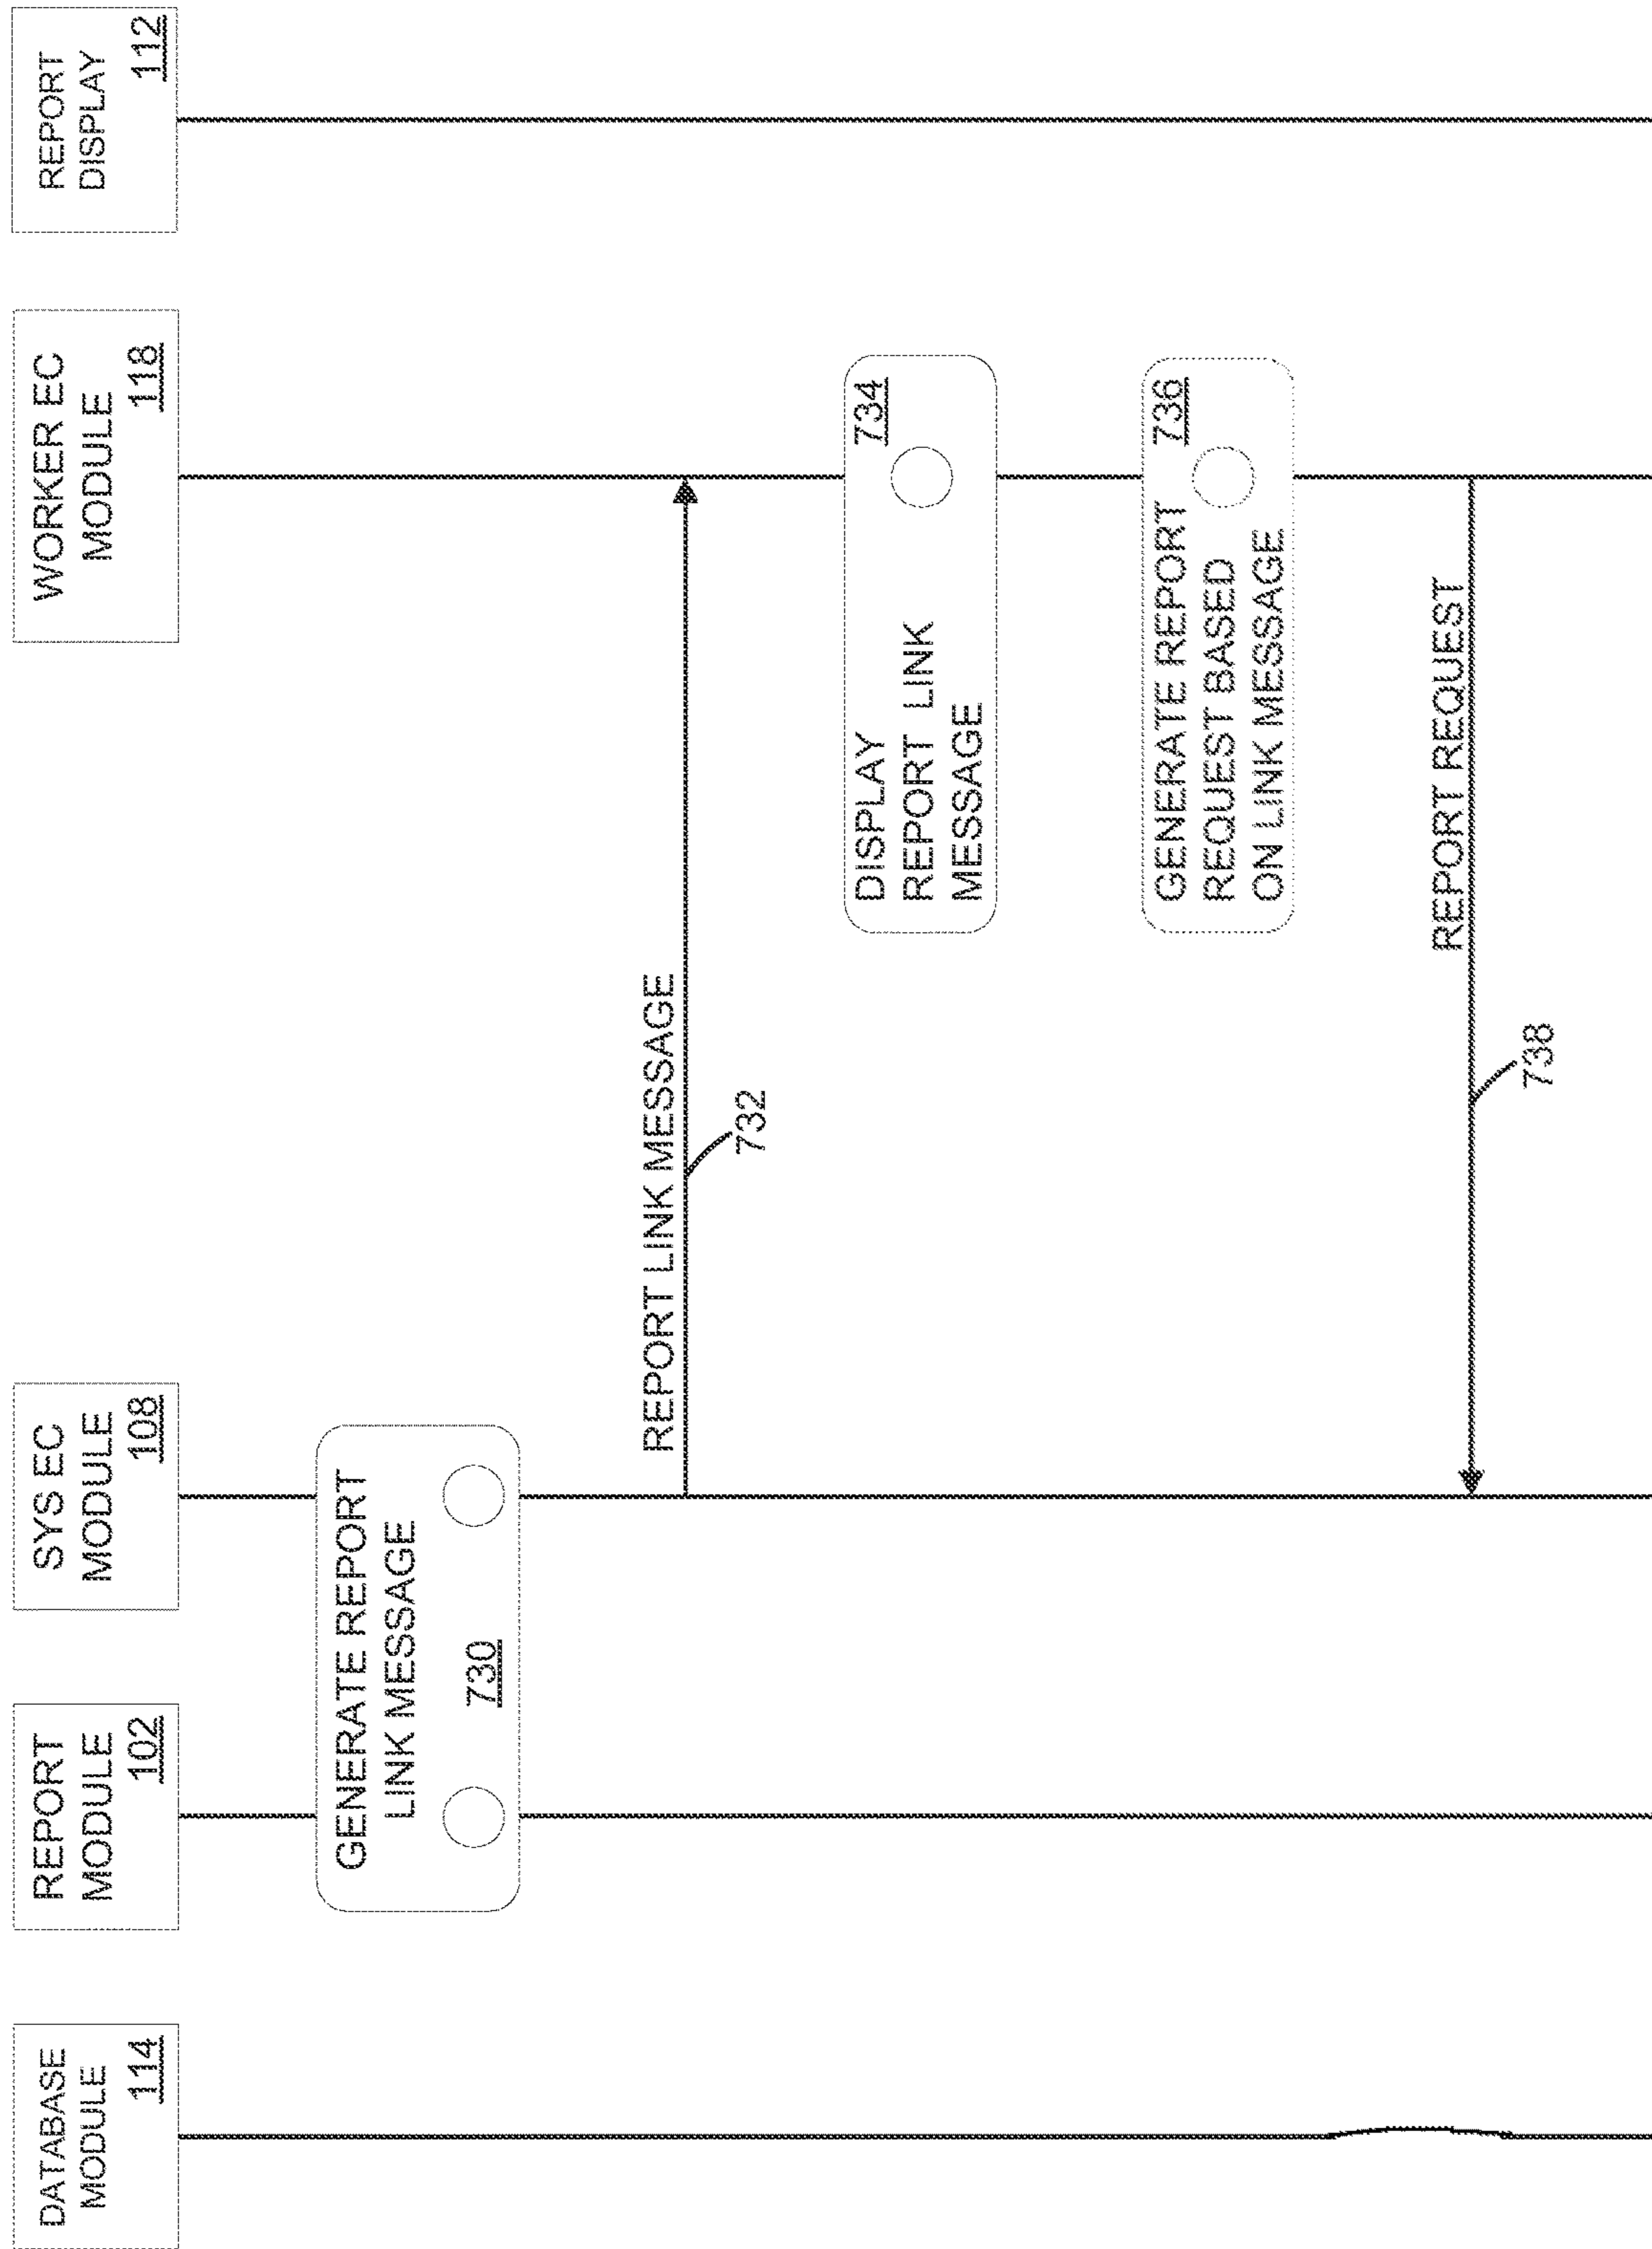 DATABASE
MODULE
114
REPORT
MODULE
102
SYS EC
MODULE
108
WORKER EC
MODULE
118
REPORT
DISPLAY
112
GENERATE REPORT
LINK MESSAGE
730
REPORT LINK MESSAGE
732
DISPLAY
734
REPORT LINK
MESSAGE
GENERATE REPORT
736
REQUEST BASED
ON LINK MESSAGE
REPORT REQUEST
738